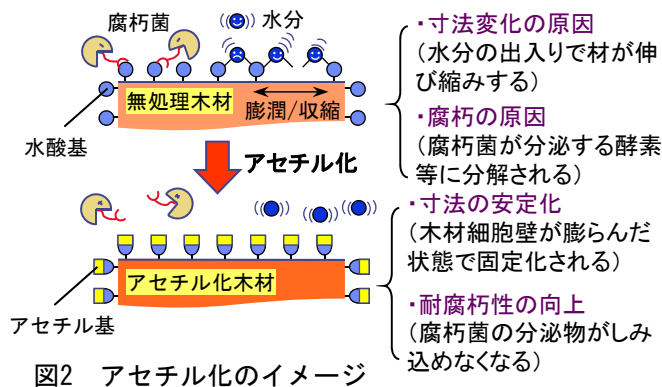 腐朽菌
水分
無処理木材
膨潤/収縮
水酸基
・寸法変化の原因
(水分の出入りで材が伸
び縮みする)
・腐朽の原因
(腐朽菌が分泌する酵素
等に分解される)
アセチル化
アセチル化木材
アセチル基
・寸法の安定化
(木材細胞壁が膨らんだ
状態で固定化される)
・耐腐朽性の向上
(腐朽菌の分泌物がしみ
込めなくなる)
図2 アセチル化のイメージ